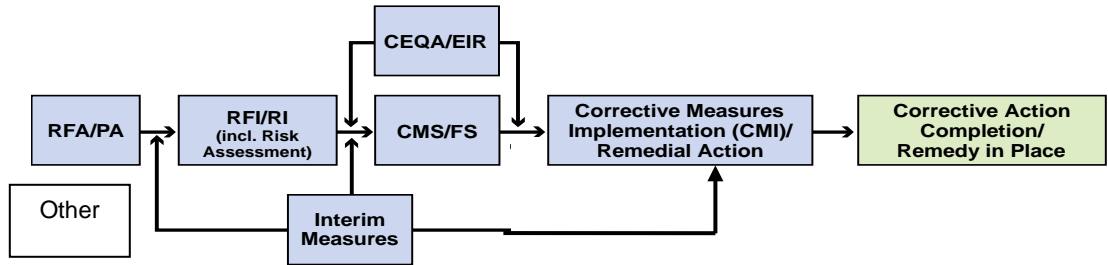 CEQA/EIR
RFA/PA
RFI/RI
(incl. Risk
Assessment)
CMS/FS
Corrective Measures
Implementation (CMI)/
Remedial Action
Corrective Action
Completion/
Remedy in Place
Other
Interim
Measures